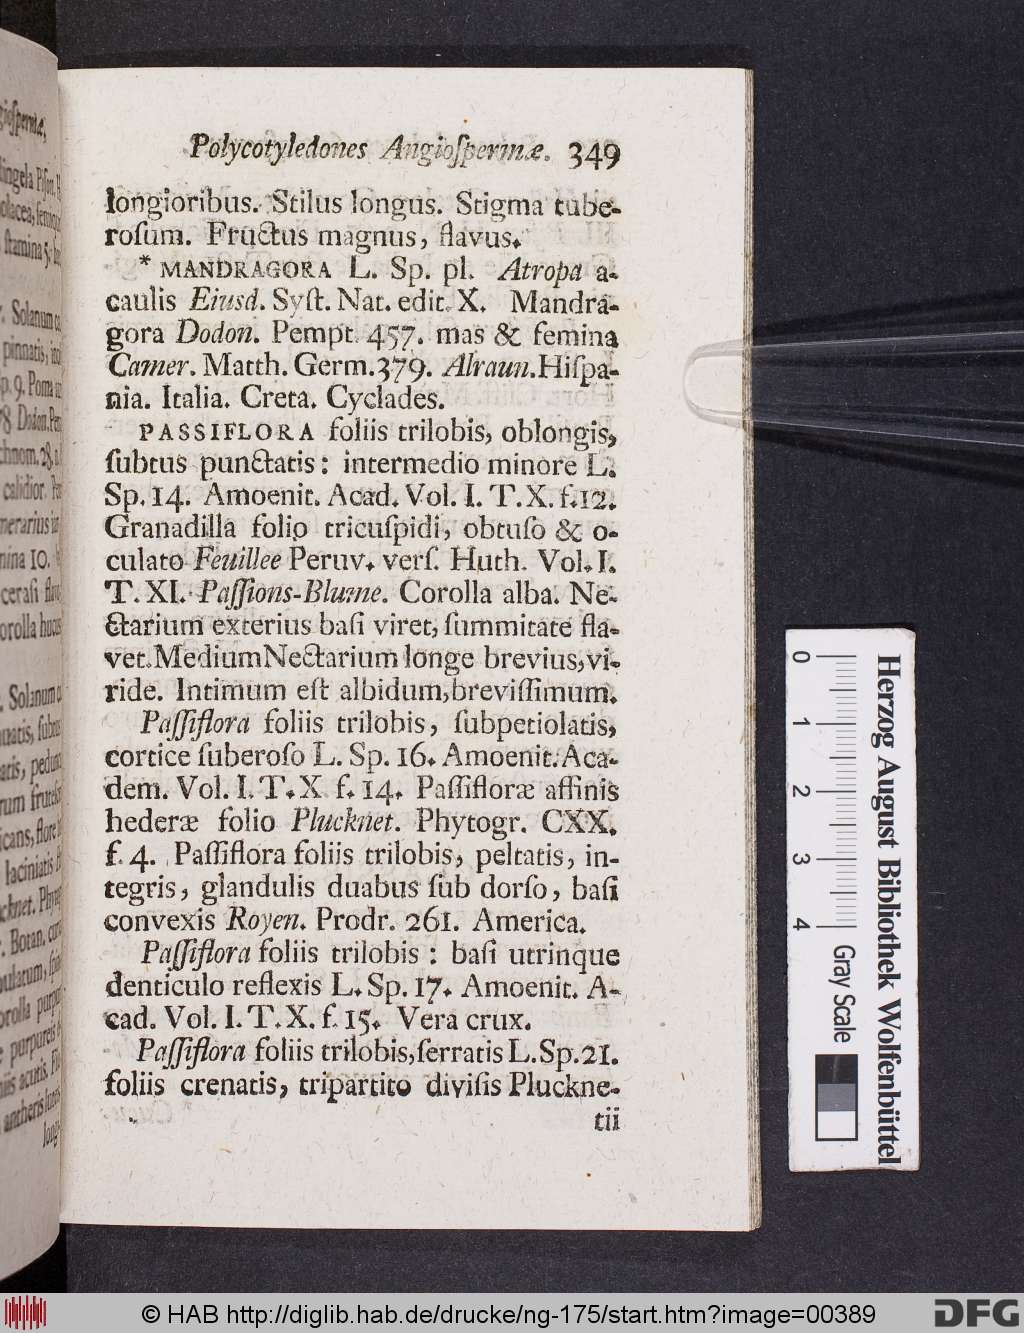 Polycotyledones Angioſpermæ. 349
longioribus. Stilus longus. Stigma tube-
roſum. Fructus magnus, flavus.
* MANDRAGORA L. Sp. pl. Atropa a-
caulis Eiusd. Syſt. Nat. edit. X. Mandra-
gora Dodon. Pempt. 457. mas & femina
Camer. Matth. Germ. 379. Alraun. Hiſpa-
nia. Italia. Creta. Cyclades.
PASSIFLORA foliis trilobis, oblongis,
ſubtus punctatis: intermedio minore L.
Sp. 14. Amoenit. Acad. Vol. I. T. X. f. 12.
Granadilla folio tricuſpidi, obtuſo & o-
culato Feuillee Peruv. verſ. Huth. Vol. I.
T. XI. Paſſions-Blume. Corolla alba. Ne-
ctarium exterius baſi viret, ſummitate fla-
vet. Medium Nectarium longe brevius, vi-
ride. Intimum eſt albidum, breviſſimum.
Paſſiflora foliis trilobis, ſubpetiolatis,
cortice ſuberoſo L. Sp. 16. Amoenit. Aca-
dem. Vol. I. T. X f. 14. Paſſifloræ affinis
hederæ folio Plucknet. Phytogr. CXX.
f. 4. Paſſiflora foliis trilobis, peltatis, in-
tegris, glandulis duabus ſub dorſo, baſi
convexis Royen. Prodr. 261. America.
Paſſiflora foliis trilobis: baſi utrinque
denticulo reflexis L. Sp. 17. Amoenit. A-
cad. Vol. I. T. X. f. 15. Vera crux.
Paſſiflora foliis trilobis, ſerratis L. Sp. 21.
foliis crenatis, tripartito diviſis Pluckne-
tii
0 1 2 3 4
Herzog August Bibliothek Wolfenbüttel
Gray Scale
© HAB http://diglib.hab.de/drucke/ng-175/start.htm?image=00389
DFG